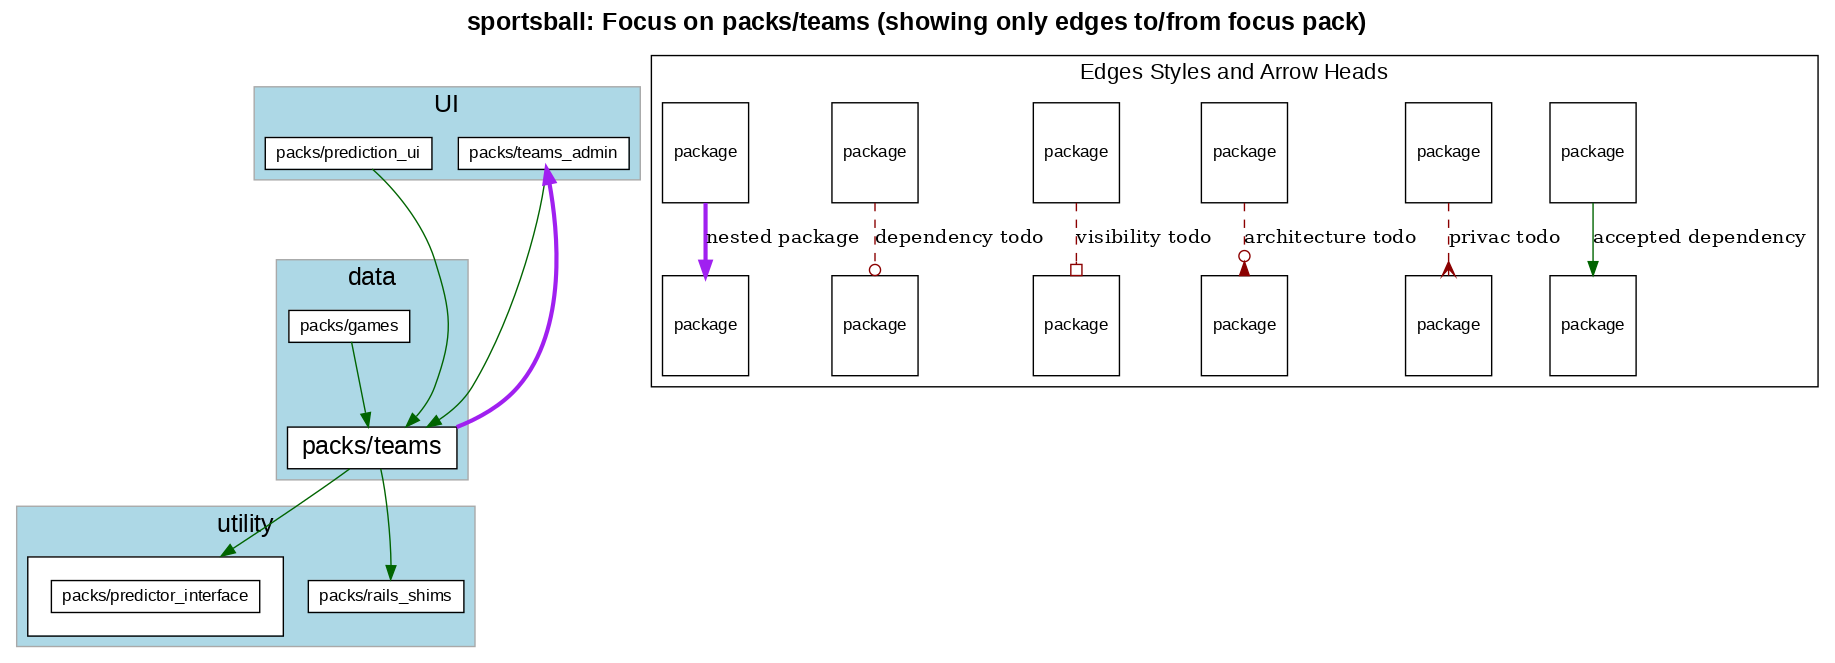 sportsball: Focus on packs/teams (showing only edges to/from focus pack)
UI
packs/prediction_ui
packs/teams_admin
data
packs/games
packs/teams
utility
packs/predictor_interface
packs/rails_shims
Edges Styles and Arrow Heads
package
package
package
package
package
package
nested package
dependency todo
visibility todo
architecture todo
privac todo
accepted dependency
package
package
package
package
package
package